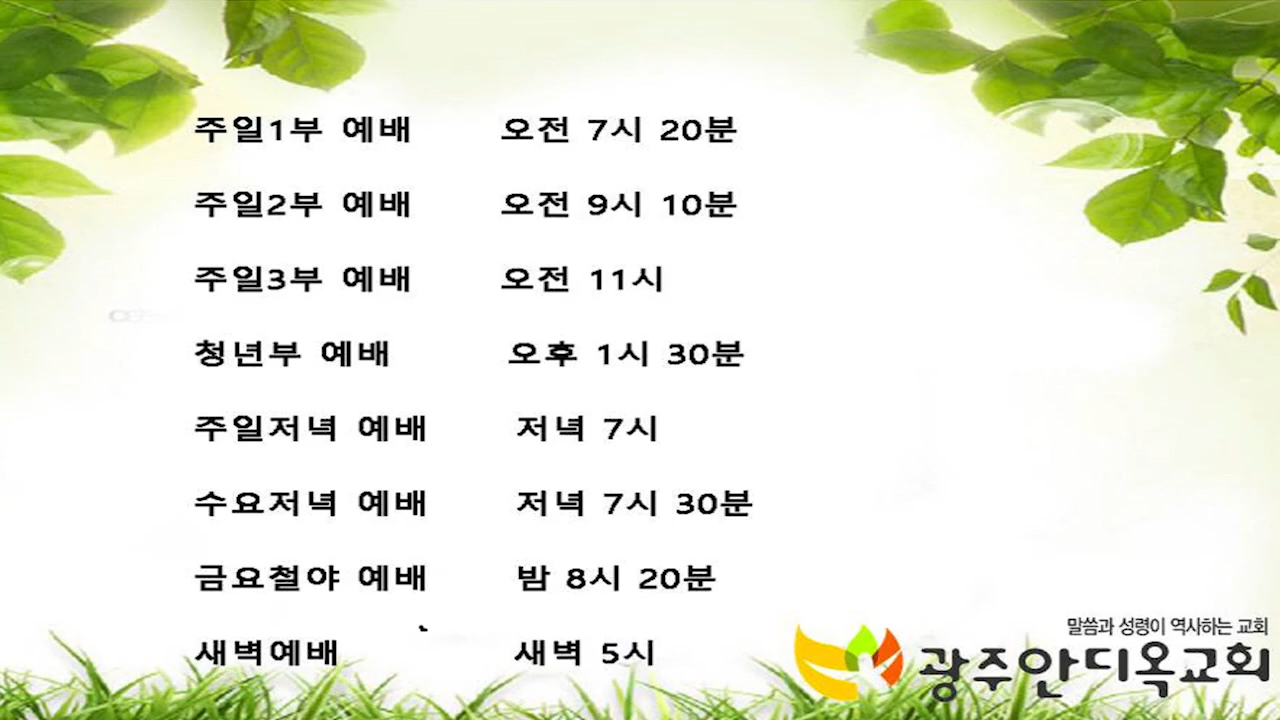 주일1부 예배 오전 7시 20분
주일2부 예배 오전 9시 10분
주일3부 예배 오전 11시
청년부 예배 오후 1시 30분
주일저녁 예배 저녁 7시
수요저녁 예배 저녁 7시 30분
금요철야 예배 밤 8시 20분
새벽예배 새벽 5시
말씀과 성령이 역사하는 교회
광주안디옥교회